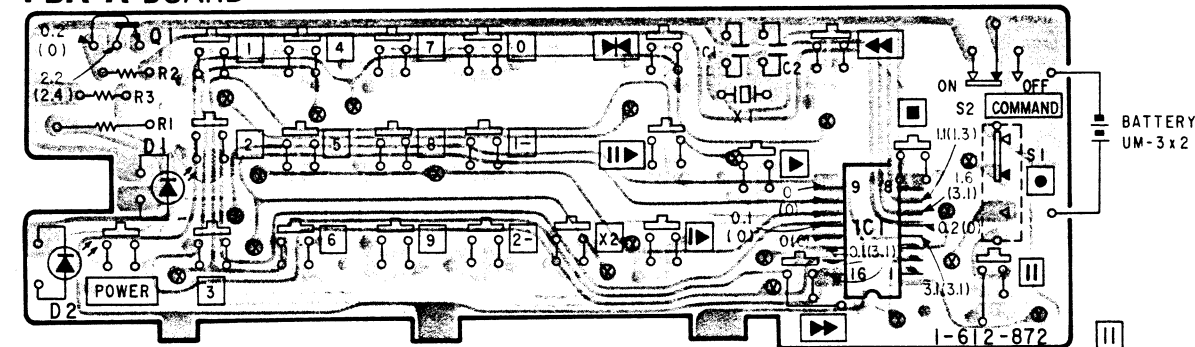 BOARD
0.2
(0)
Q1
1
4
7
0
C1
C2
2.2
(2.4)
R2
R3
R1
X1
ON
OFF
S2
COMMAND
BATTERY
UM-3x2
D1
2
5
8
1-
1.1(1.3)
S1
1.6
(3.1)
0
(0)
9
8
0.1
(0)
IC1
0.2(0)
6
9
2-
X2
0.1(3.1)
16
1
3.1(3.1)
POWER
3
D2
1-612-872
11